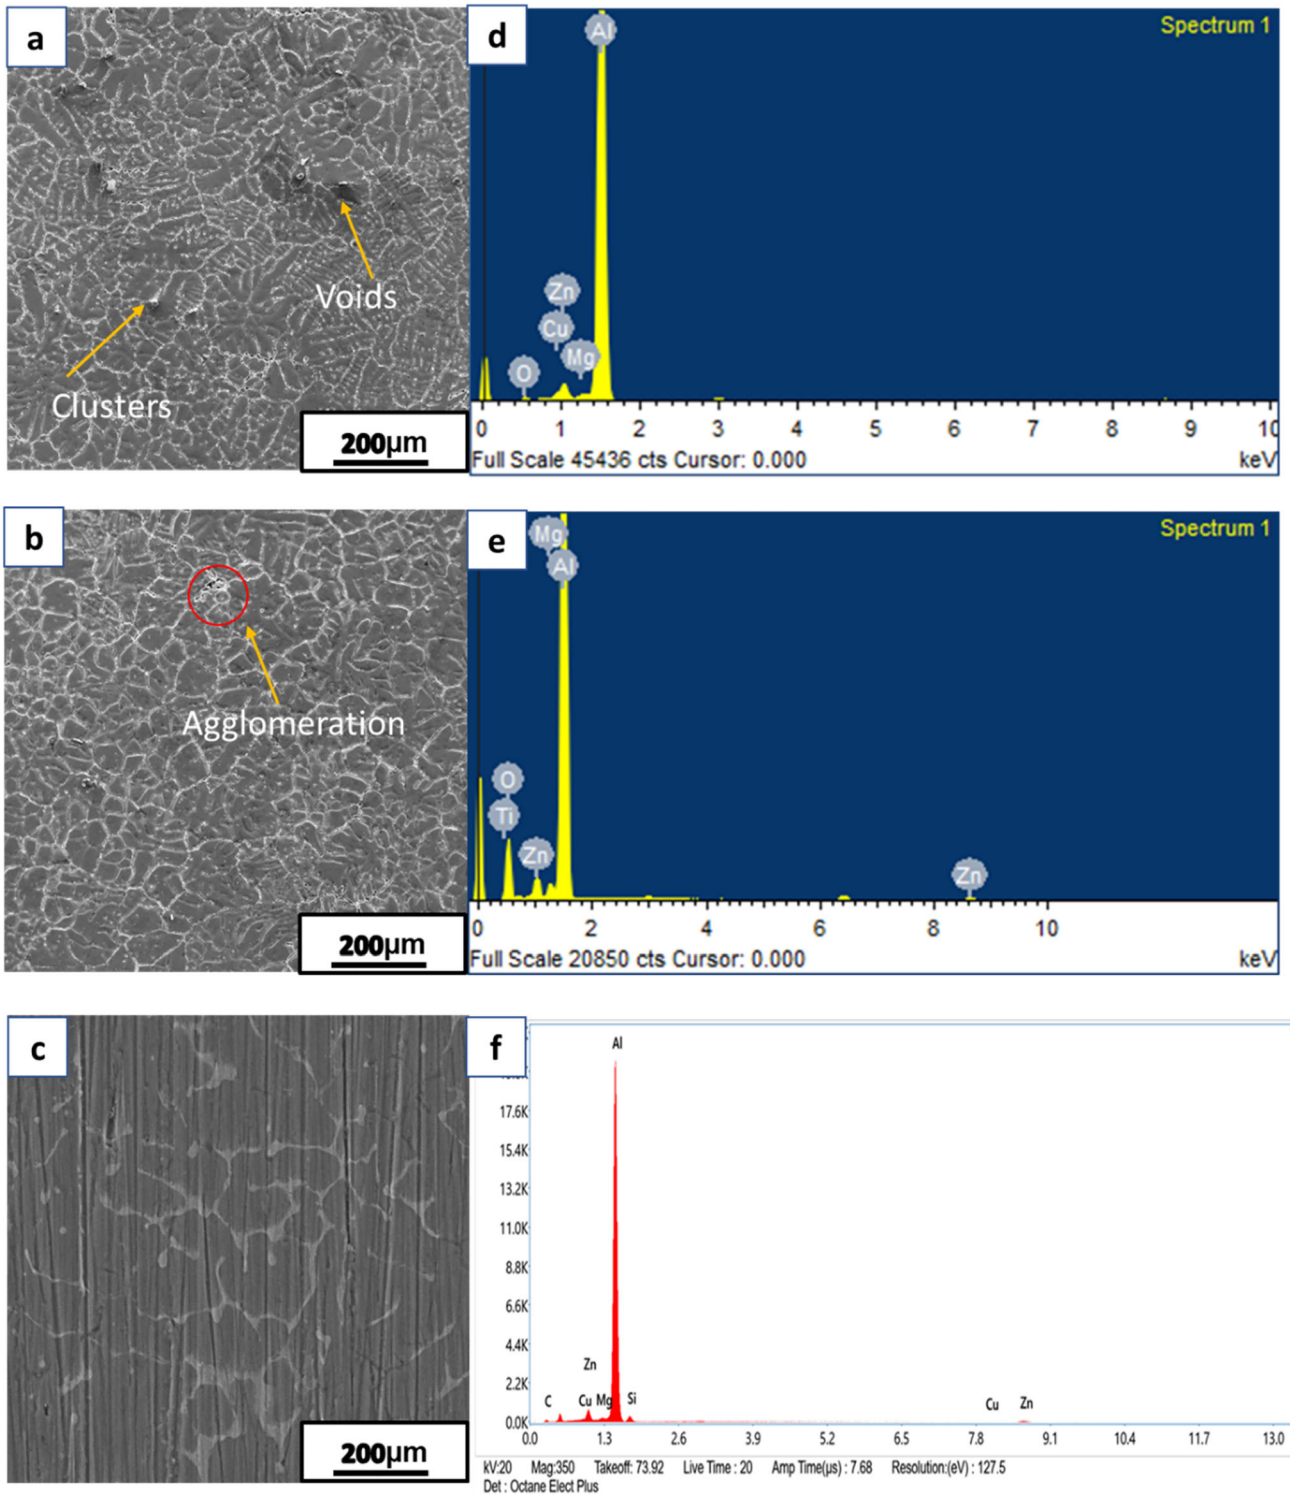 a
Voids
Clusters
200µm
d
Spectrum 1
Al
Zn
Cu
Mg
O
0 1 2 3 4 5 6 7 8 9 10
Full Scale 45436 cts Cursor: 0.000 keV
b
Agglomeration
200µm
e
Spectrum 1
Mg
Al
O
Ti
Zn
Zn
0 2 4 6 8 10
Full Scale 20850 cts Cursor: 0.000 keV
c
200µm
f
Al
17.6K
15.4K
13.2K
11.0K
8.8K
6.6K
4.4K
Zn
2.2K
C Cu Mg Si Cu Zn
0.0K
0.0 1.3 2.6 3.9 5.2 6.5 7.8 9.1 10.4 11.7 13.0
kV:20 Mag:350 Takeoff: 73.92 Live Time : 20 Amp Time(µs) : 7.68 Resolution:(eV) : 127.5
Det : Octane Elect Plus